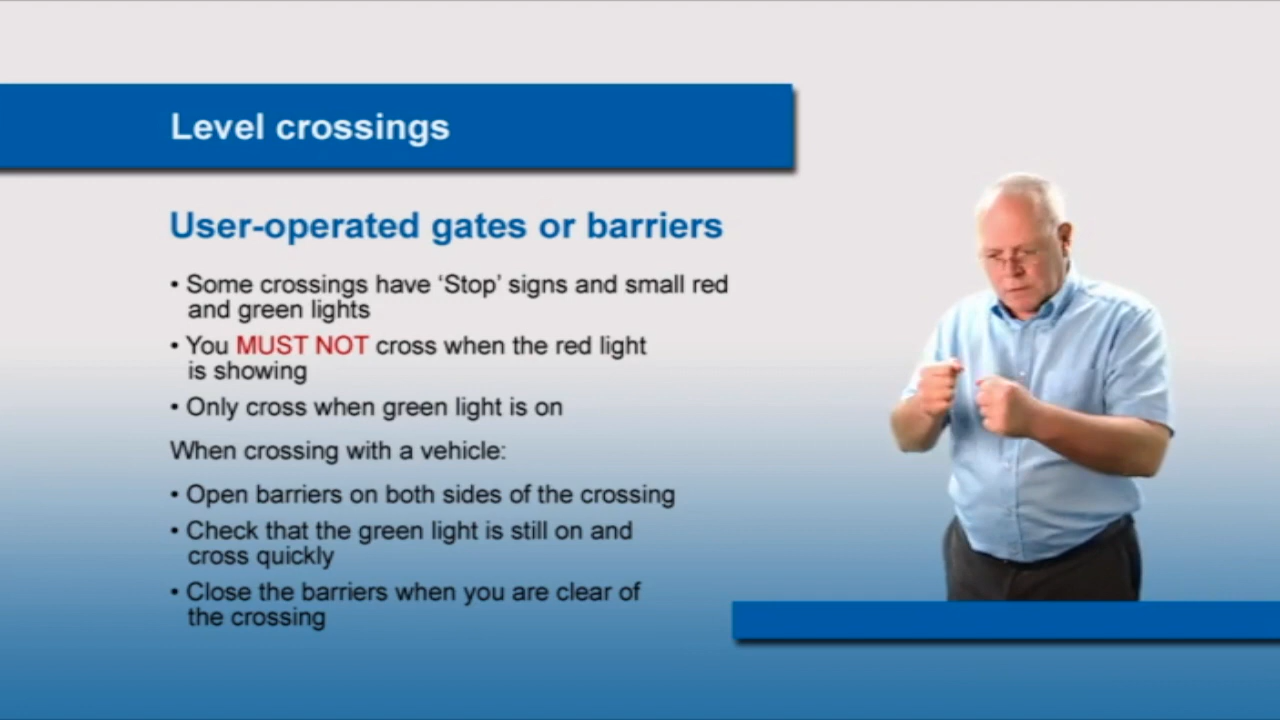 Level crossings
User-operated gates or barriers
• Some crossings have ‘Stop’ signs and small red
and green lights
• You MUST NOT cross when the red light
is showing
• Only cross when green light is on
When crossing with a vehicle:
• Open barriers on both sides of the crossing
• Check that the green light is still on and
cross quickly
• Close the barriers when you are clear of
the crossing